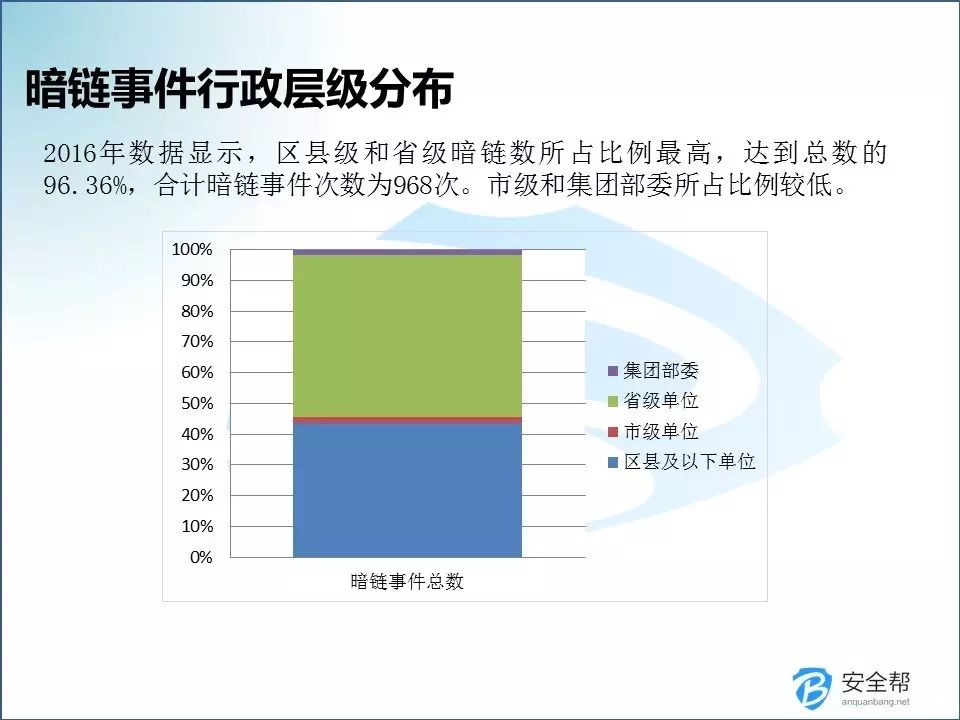 暗链事件行政层级分布
2016年数据显示，区县级和省级暗链数所占比例最高，达到总数的
96.36%，合计暗链事件次数为968次。市级和集团部委所占比例较低。
100%
90%
80%
70%
60%
50%
40%
30%
20%
10%
0%
暗链事件总数
集团部委
省级单位
市级单位
区县及以下单位
安全帮
anquanbang.net